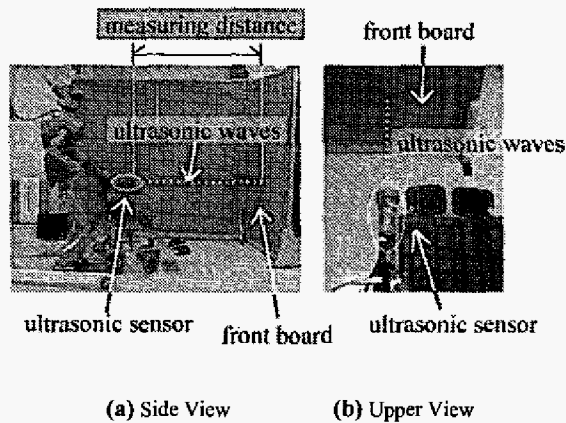 measuring distance
front board
ultrasonic waves
ultrasonic waves
ultrasonic sensor
front board
ultrasonic sensor
(a) Side View
(b) Upper View